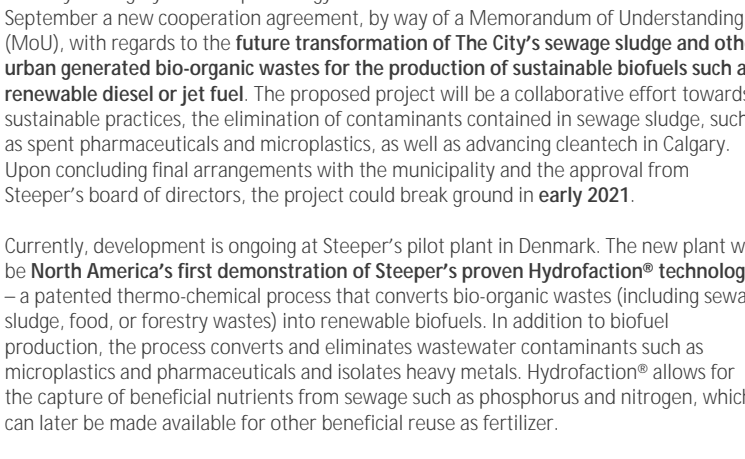 September a new cooperation agreement, by way of a Memorandum of Understanding
(MoU), with regards to the future transformation of The City's sewage sludge and oth
urban generated bio-organic wastes for the production of sustainable biofuels such a
renewable diesel or jet fuel. The proposed project will be a collaborative effort towards
sustainable practices, the elimination of contaminants contained in sewage sludge, such
as spent pharmaceuticals and microplastics, as well as advancing cleantech in Calgary.
Upon concluding final arrangements with the municipality and the approval from
Steeper's board of directors, the project could break ground in early 2021.
Currently, development is ongoing at Steeper's pilot plant in Denmark. The new plant w
be North America's first demonstration of Steeper's proven Hydrofaction® technolog
– a patented thermo-chemical process that converts bio-organic wastes (including sewa
sludge, food, or forestry wastes) into renewable biofuels. In addition to biofuel
production, the process converts and eliminates wastewater contaminants such as
microplastics and pharmaceuticals and isolates heavy metals. Hydrofaction® allows for
the capture of beneficial nutrients from sewage such as phosphorus and nitrogen, which
can later be made available for other beneficial reuse as fertilizer.